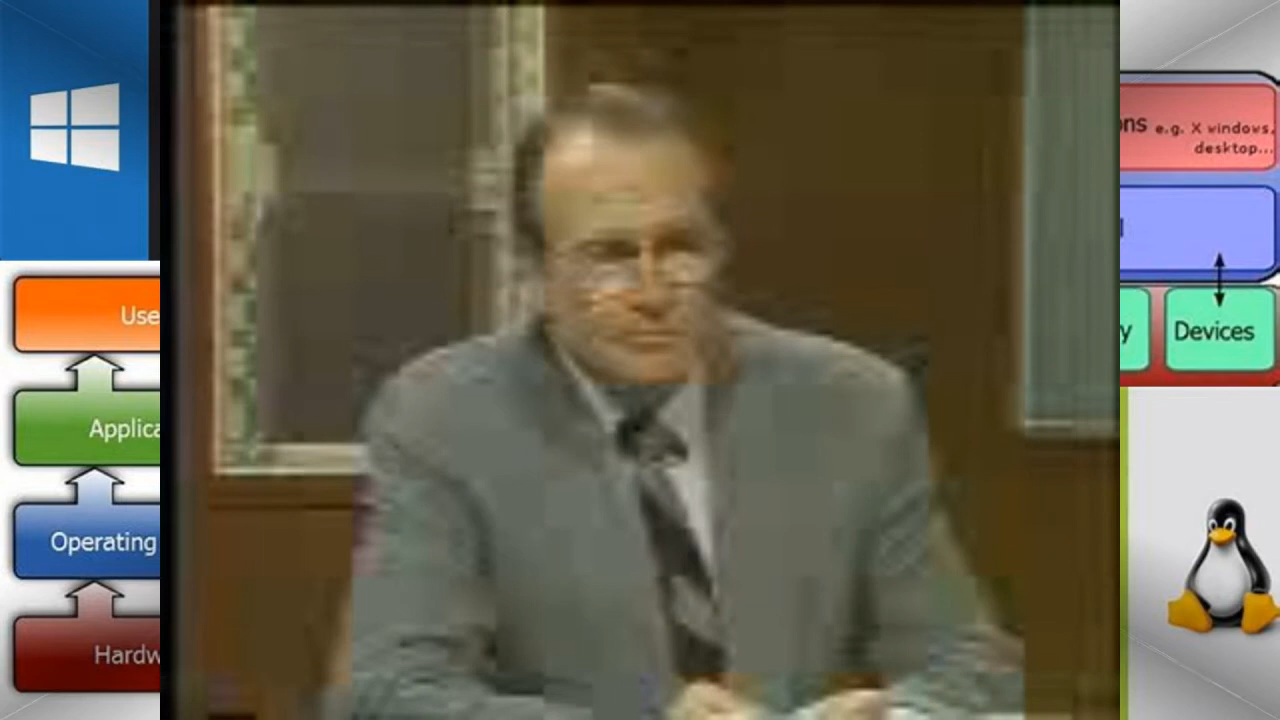 Use
Applica
Operating
Hardw
ons e.g. X windows,
desktop...
y
Devices